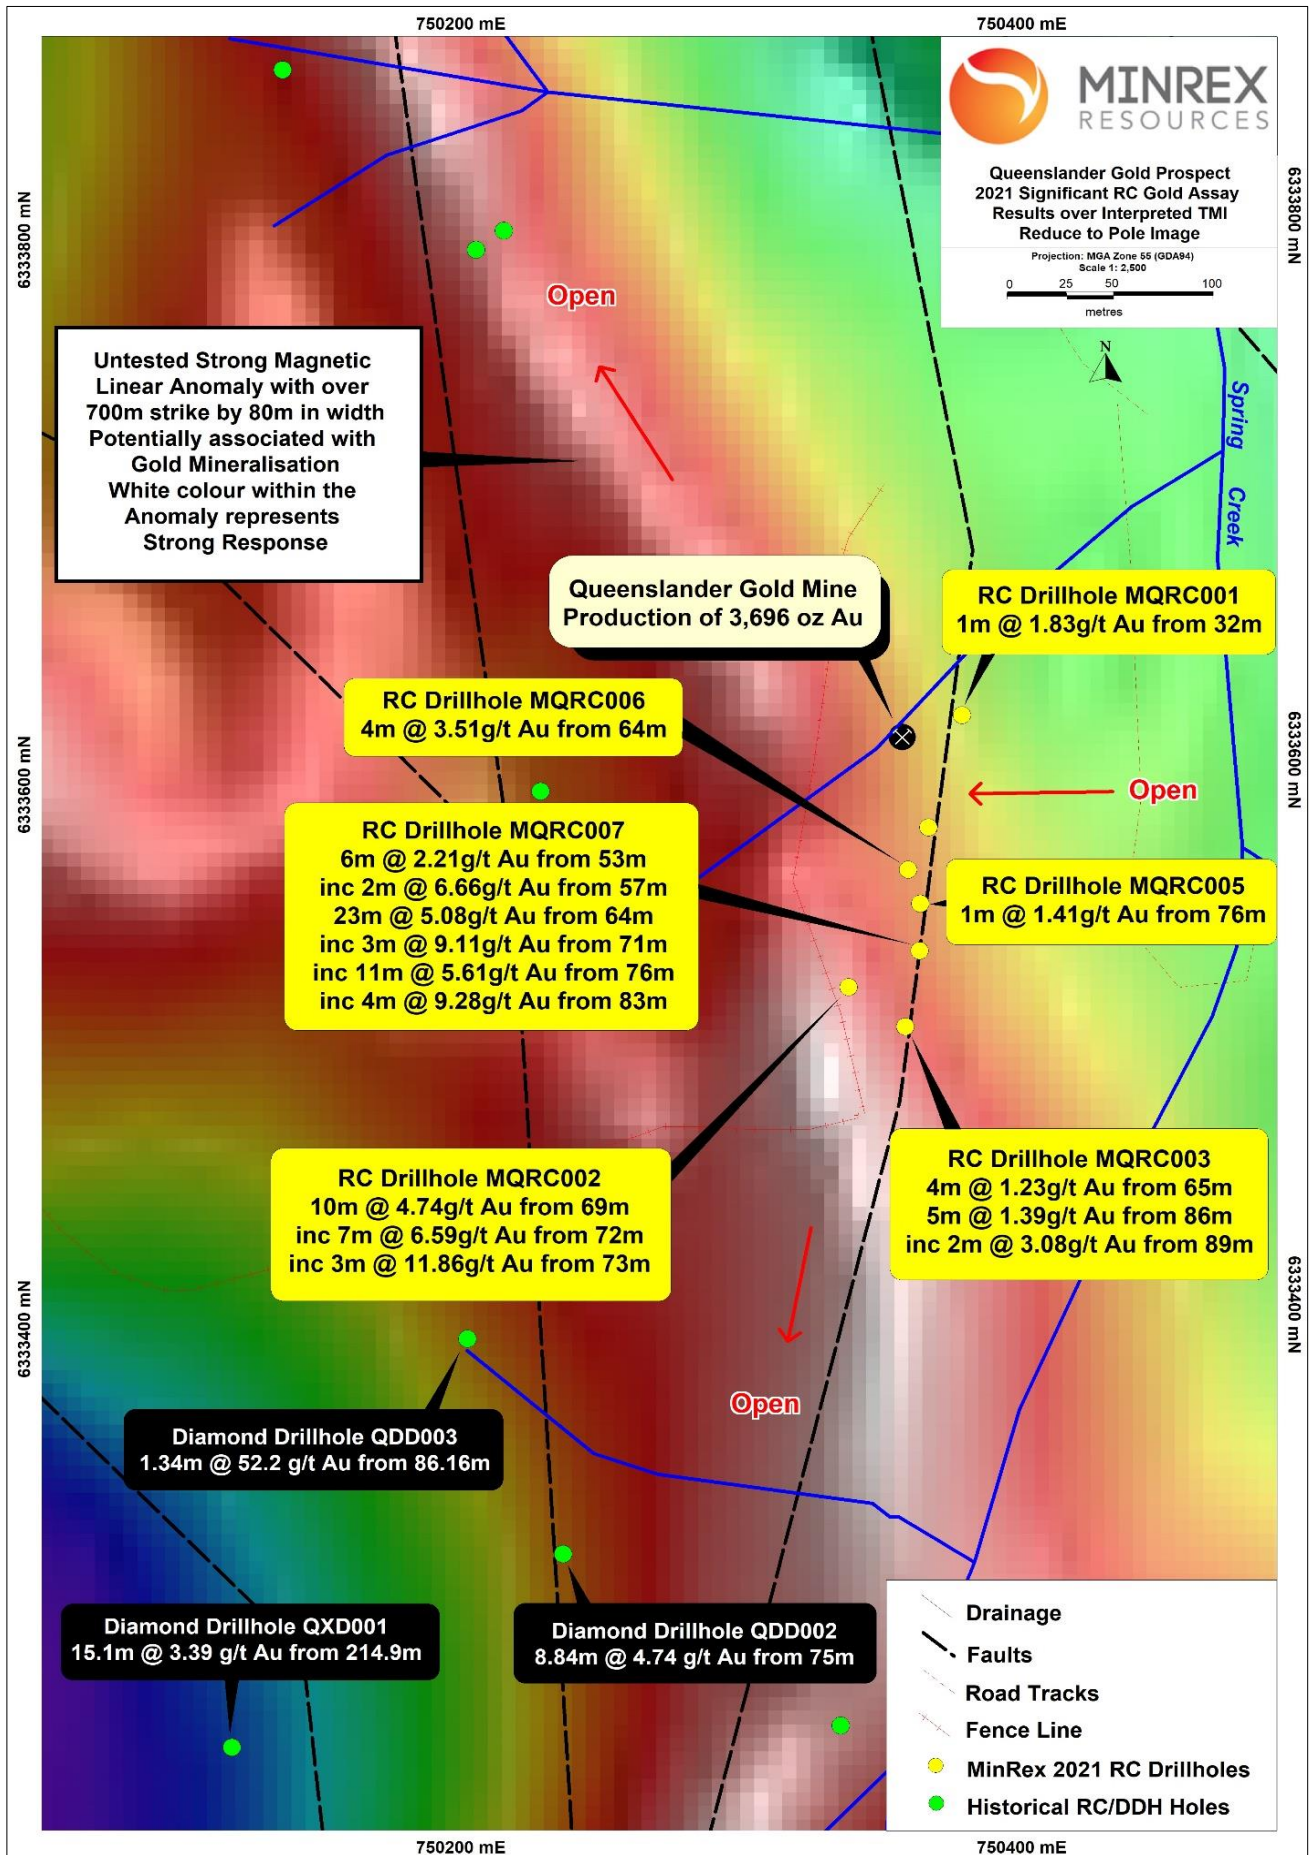 750200 mE
750400 mE
MINREX
RESOURCES
Queenslander Gold Prospect
2021 Significant RC Gold Assay
Results over Interpreted TMI
Reduce to Pole Image
Projection: MGA Zone 55 (GDA94)
Scale 1: 2,500
0 25 50 100
metres
N
6333800 mN
6333800 mN
Open
Untested Strong Magnetic
Linear Anomaly with over
700m strike by 80m in width
Potentially associated with
Gold Mineralisation
White colour within the
Anomaly represents
Strong Response
Spring
Creek
Queenslander Gold Mine
Production of 3,696 oz Au
RC Drillhole MQRC001
1m @ 1.83g/t Au from 32m
RC Drillhole MQRC006
4m @ 3.51g/t Au from 64m
6333600 mN
6333600 mN
Open
RC Drillhole MQRC007
6m @ 2.21g/t Au from 53m
inc 2m @ 6.66g/t Au from 57m
23m @ 5.08g/t Au from 64m
inc 3m @ 9.11g/t Au from 71m
inc 11m @ 5.61g/t Au from 76m
inc 4m @ 9.28g/t Au from 83m
RC Drillhole MQRC005
1m @ 1.41g/t Au from 76m
RC Drillhole MQRC002
10m @ 4.74g/t Au from 69m
inc 7m @ 6.59g/t Au from 72m
inc 3m @ 11.86g/t Au from 73m
RC Drillhole MQRC003
4m @ 1.23g/t Au from 65m
5m @ 1.39g/t Au from 86m
inc 2m @ 3.08g/t Au from 89m
6333400 mN
6333400 mN
Open
Diamond Drillhole QDD003
1.34m @ 52.2 g/t Au from 86.16m
Diamond Drillhole QXD001
15.1m @ 3.39 g/t Au from 214.9m
Diamond Drillhole QDD002
8.84m @ 4.74 g/t Au from 75m
Drainage
Faults
Road Tracks
Fence Line
MinRex 2021 RC Drillholes
Historical RC/DDH Holes
750200 mE
750400 mE